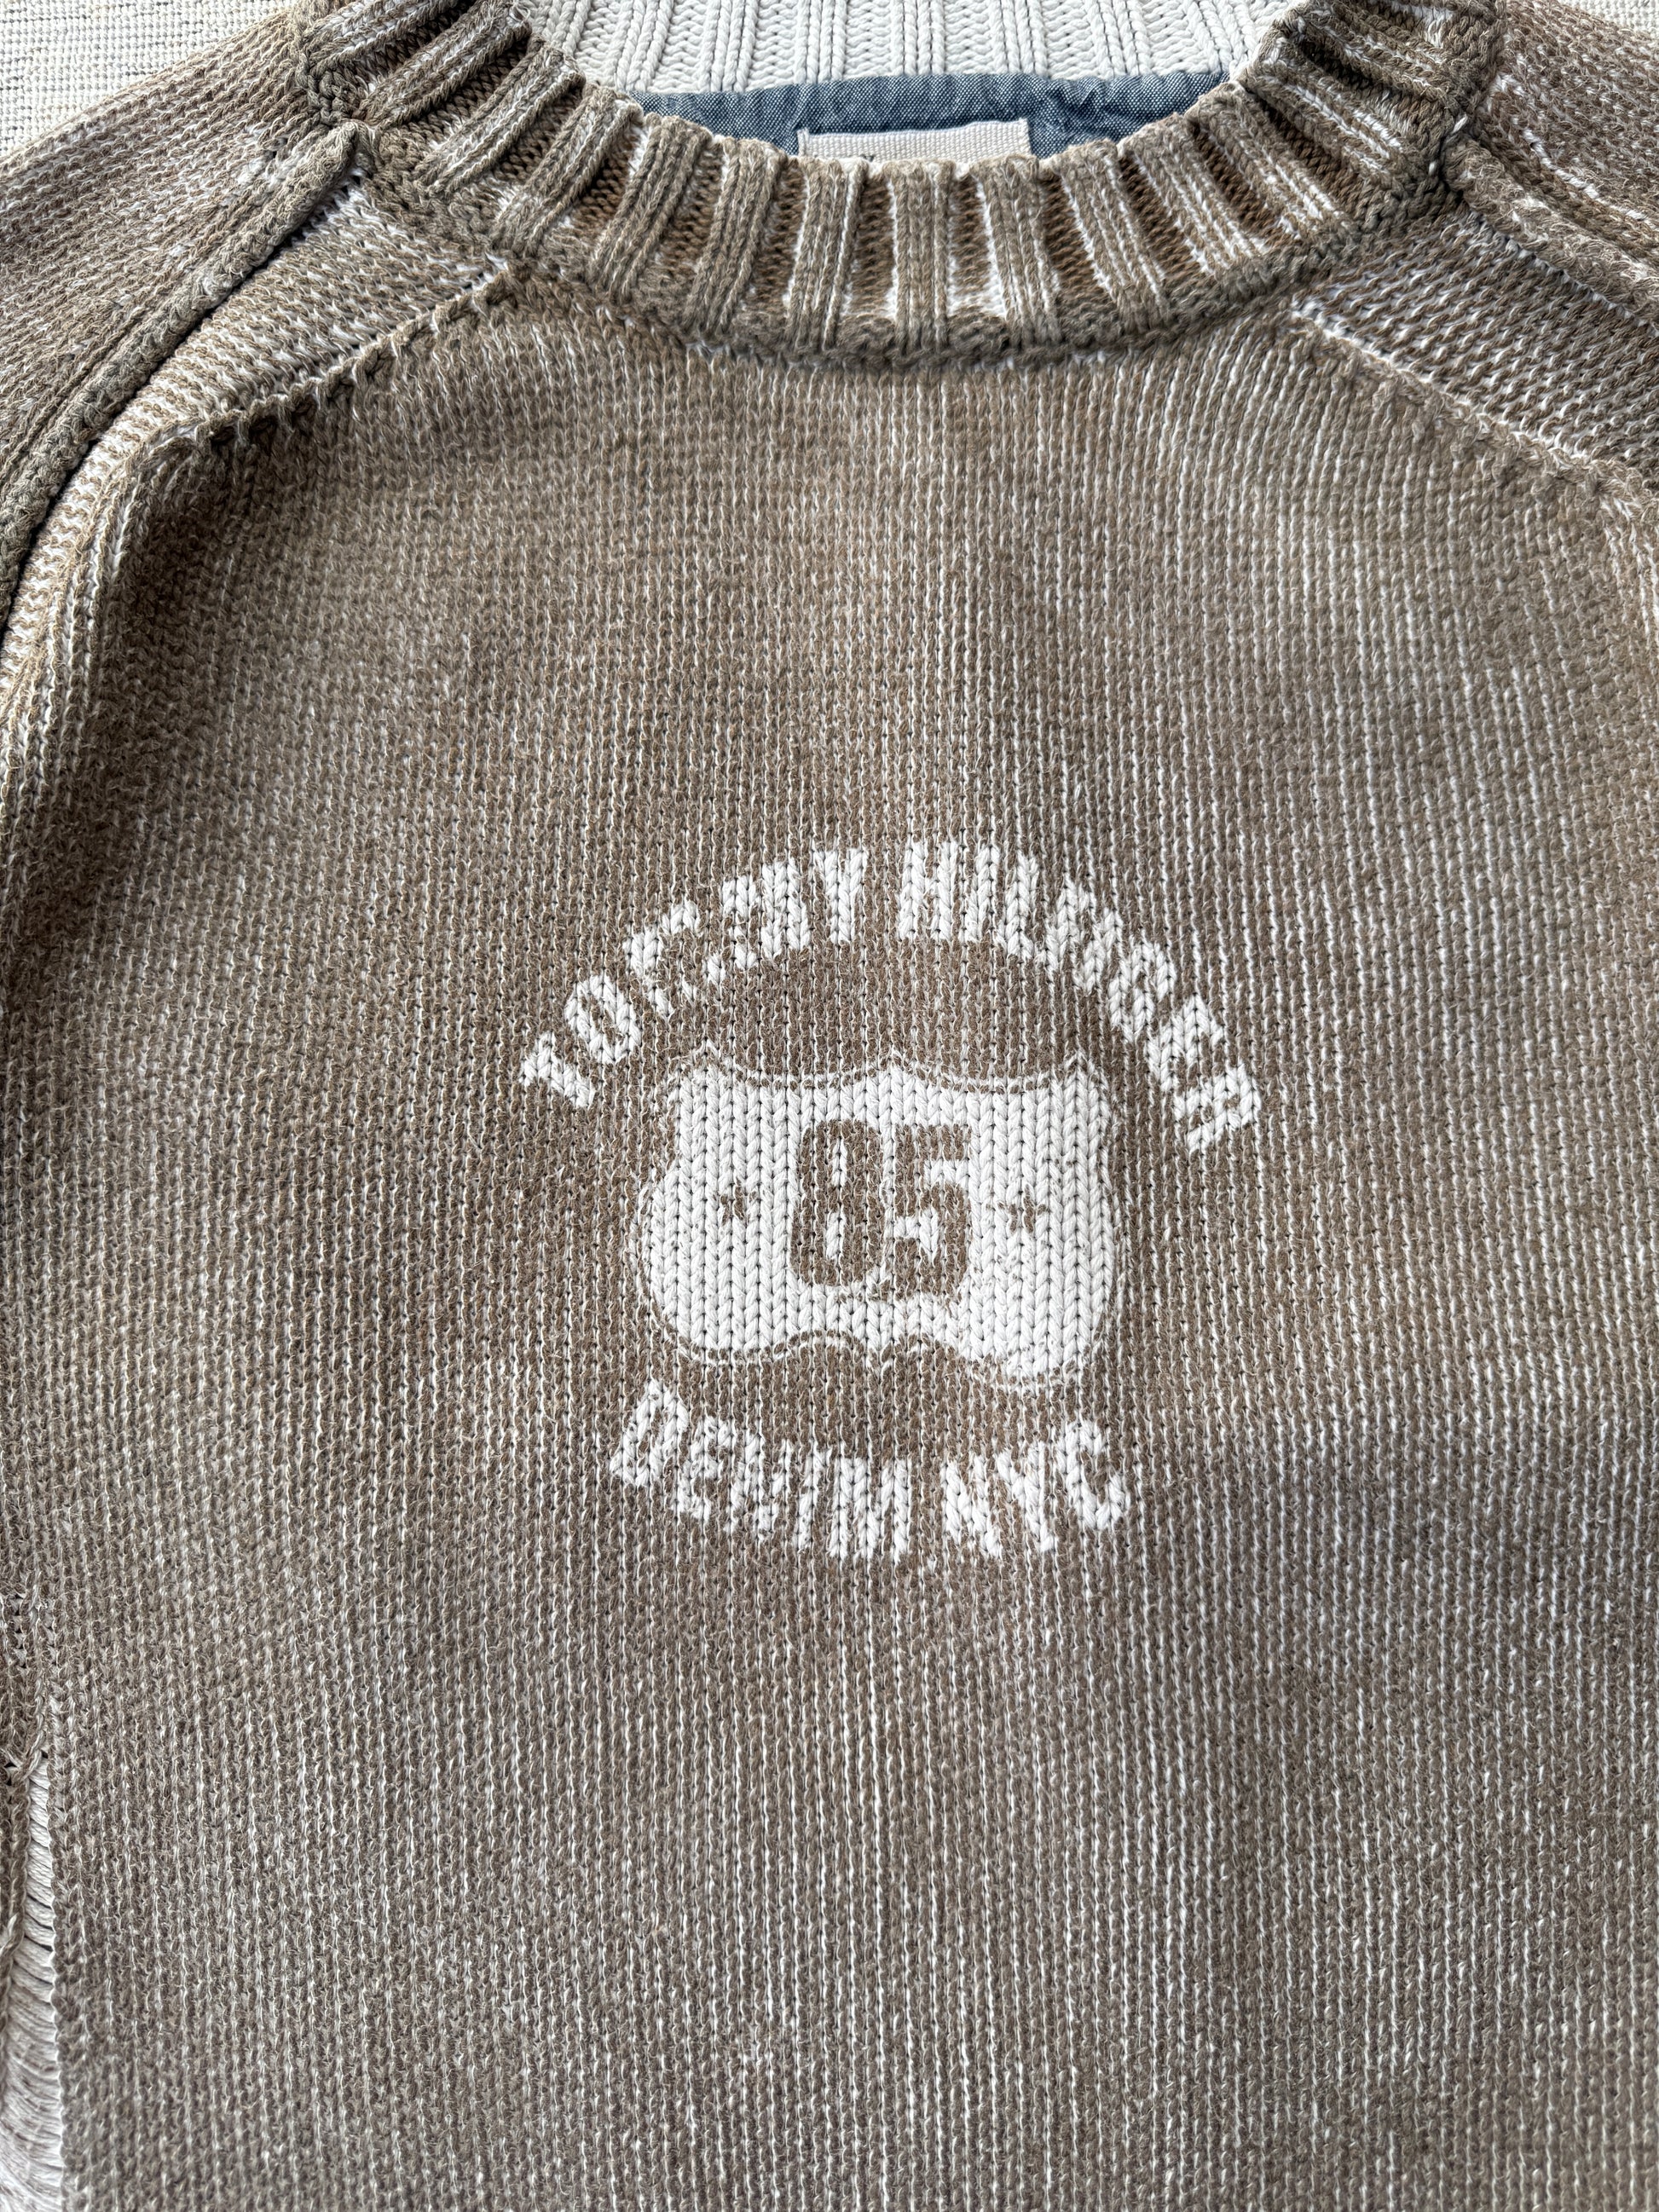 TOMMY HILFIGER
85
DENIM NYC